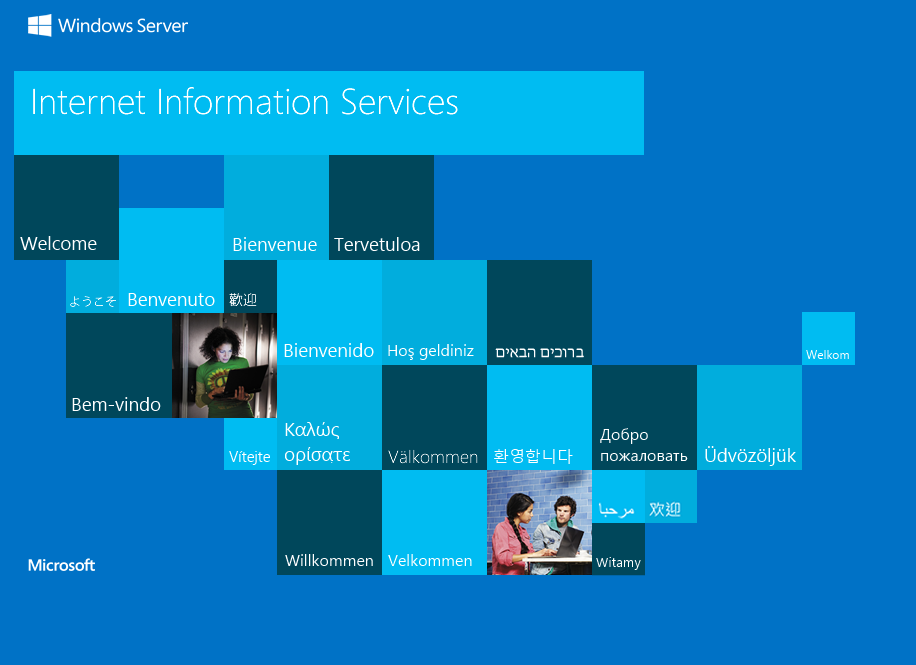 Windows Server
Internet Information Services
Welcome
Bienvenue
Tervetuloa
ようこそ
Benvenuto
歡迎
Bienvenido
Hoş geldiniz
ברוכים הבאים
Welkom
Bem-vindo
Vítejte
Καλώς
ορίσατε
Välkommen
환영합니다
Добро
пожаловать
Üdvözöljük
Willkommen
Velkommen
مرحبا
欢迎
Witamy
Microsoft